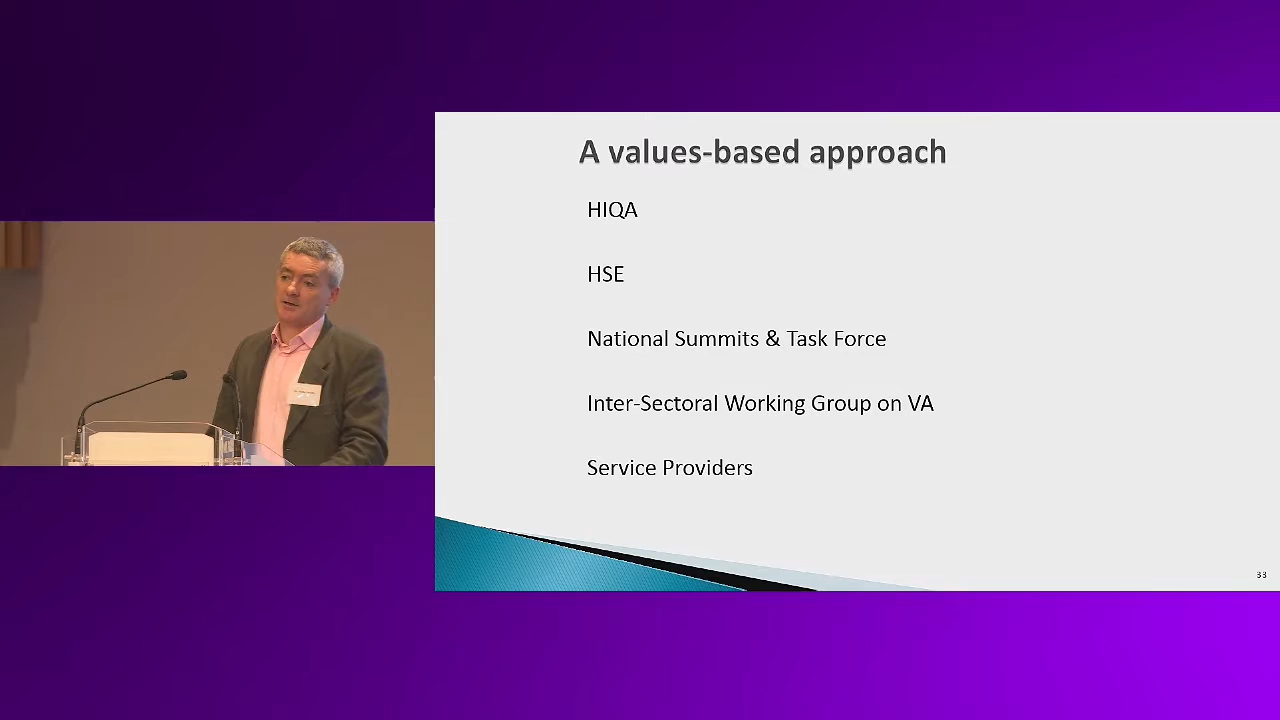 A values-based approach
HIQA
HSE
National Summits & Task Force
Inter-Sectoral Working Group on VA
Service Providers
33